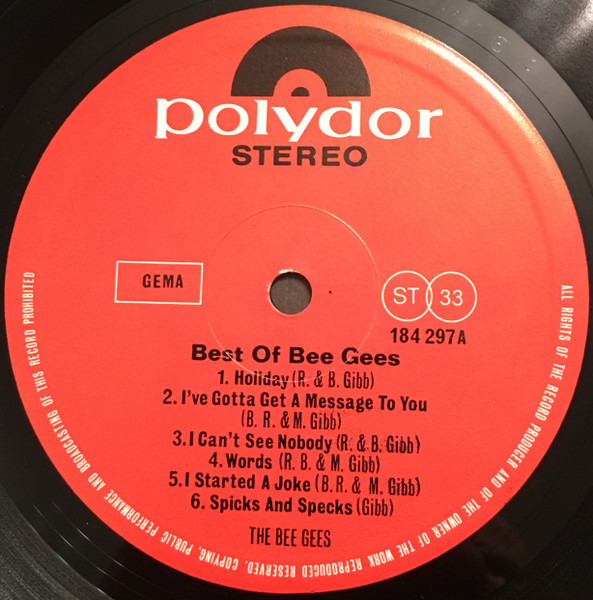 polydor
STEREO
GEMA
ST 33
184 297A
Best Of Bee Gees
1. Holiday (R. & B. Gibb)
2. I've Gotta Get A Message To You
(B. R. & M. Gibb)
3. I Can't See Nobody (R. & B. Gibb)
4. Words (R. B. & M. Gibb)
5. I Started A Joke (B. R. & M. Gibb)
6. Spicks And Specks (Gibb)
THE BEE GEES
ALL RIGHTS OF THE RECORD PRODUCER AND OF THE OWNER OF THE WORK REPRODUCED RESERVED. COPYING, PUBLIC PERFORMANCE AND BROADCASTING OF THIS RECORD PROHIBITED